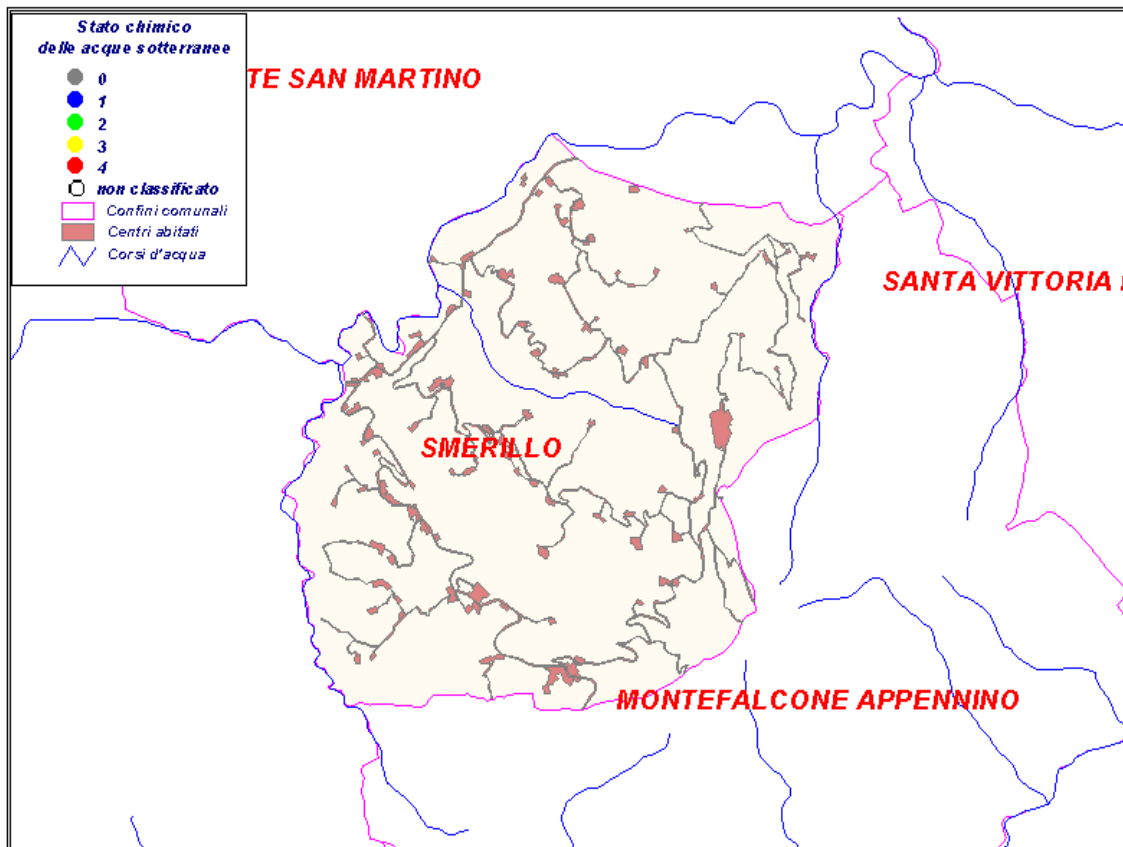 Stato chimico
delle acque sotterranee
0
1
2
3
4
non classificato
Confini comunali
Centri abitati
Corsi d'acqua
TE SAN MARTINO
SANTA VITTORIA
SMERILLO
MONTEFALCONE APPENNINO